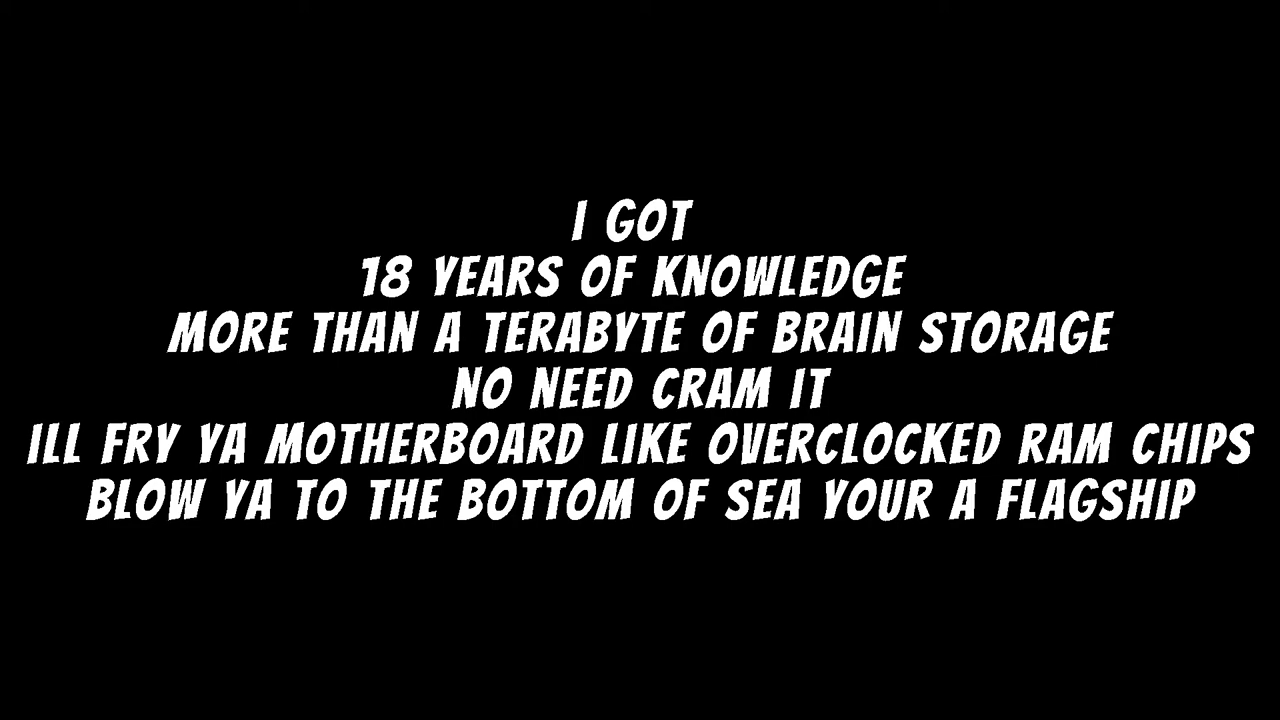 I GOT
18 YEARS OF KNOWLEDGE
MORE THAN A TERABYTE OF BRAIN STORAGE
NO NEED CRAM IT
ILL FRY YA MOTHERBOARD LIKE OVERCLOCKED RAM CHIPS
BLOW YA TO THE BOTTOM OF SEA YOUR A FLAGSHIP